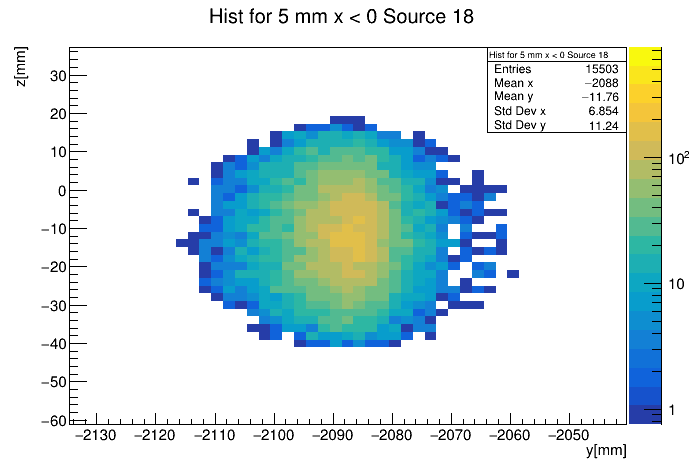 Hist for 5 mm x < 0 Source 18
z[mm]
Hist for 5 mm x < 0 Source 18
Entries 15503
Mean x −2088
Mean y −11.76
Std Dev x 6.854
Std Dev y 11.24
30
20
10
0
−10
−20
−30
−40
−50
−60
10²
10
1
−2130 −2120 −2110 −2100 −2090 −2080 −2070 −2060 −2050
y[mm]